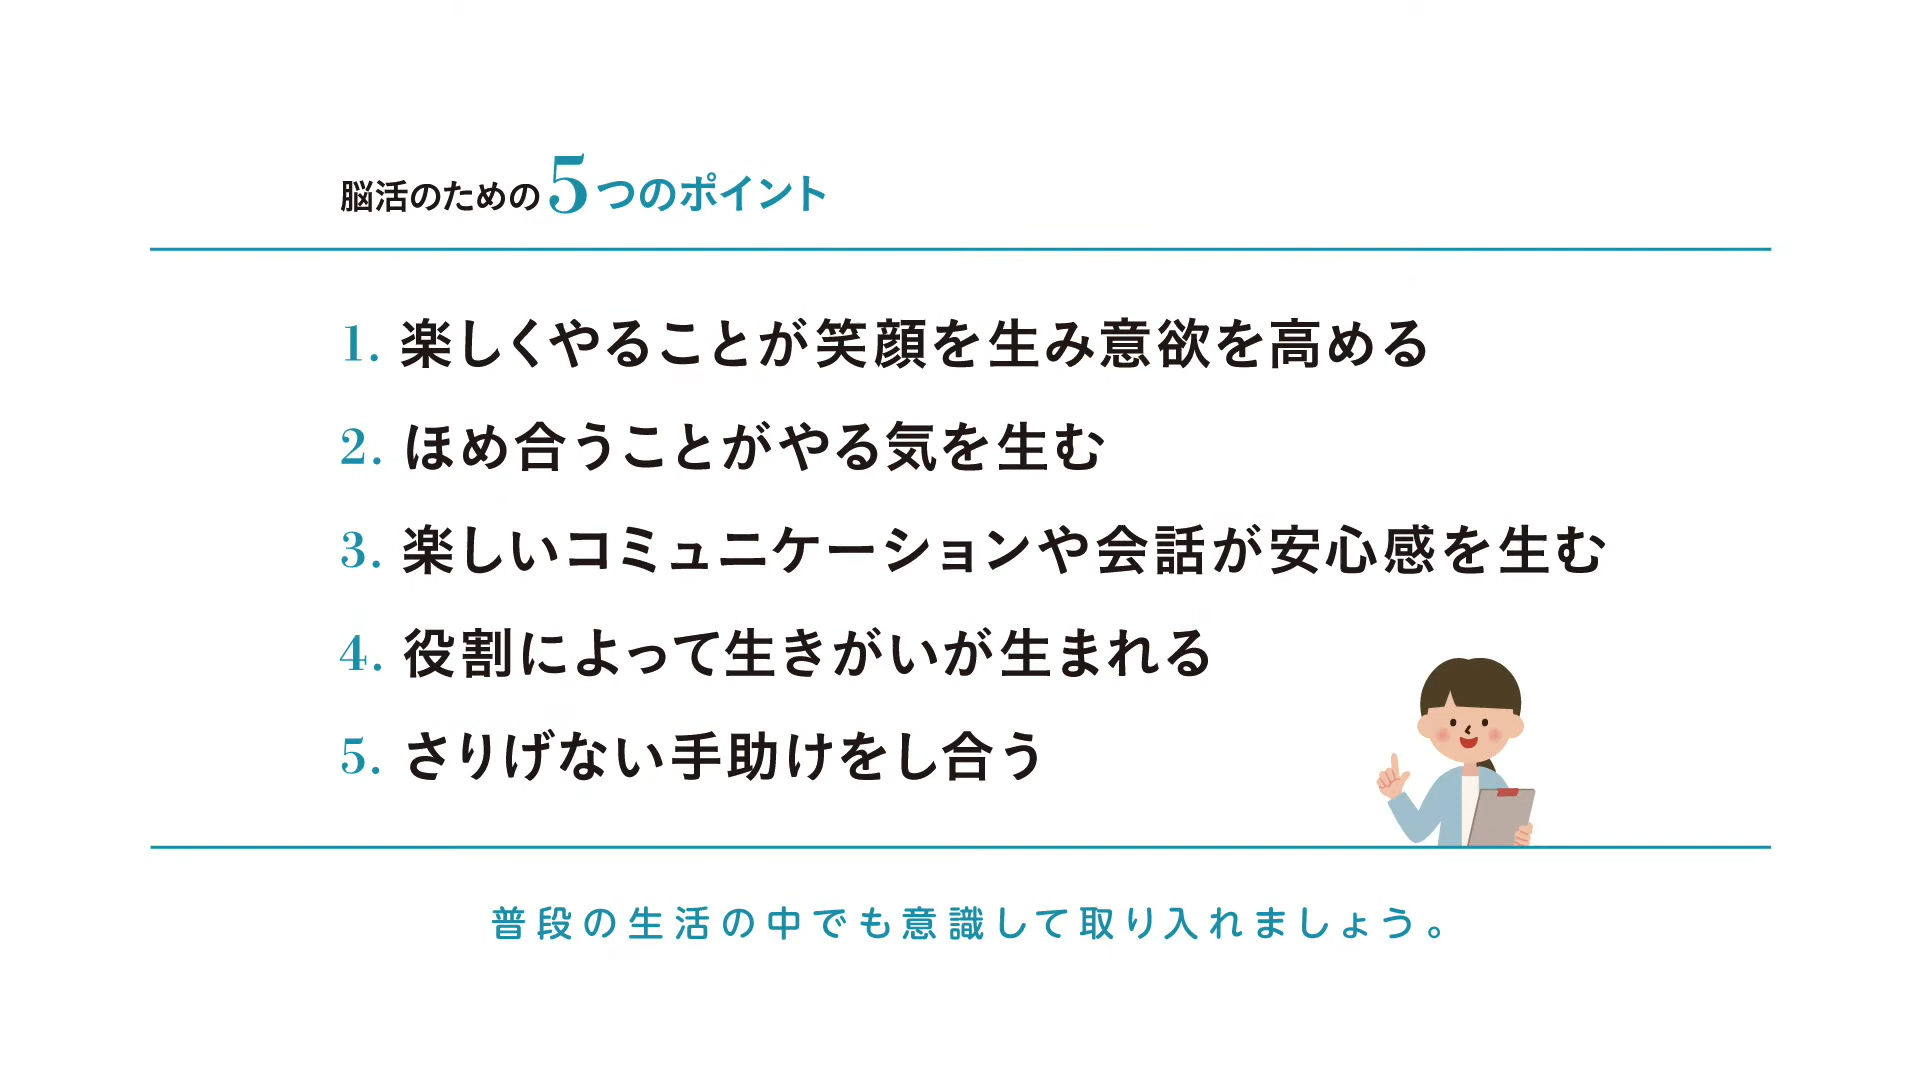 脳活のための5つのポイント
1. 楽しくやることが笑顔を生み意欲を高める
2. ほめ合うことがやる気を生む
3. 楽しいコミュニケーションや会話が安心感を生む
4. 役割によって生きがいが生まれる
5. さりげない手助けをし合う
普段の生活の中でも意識して取り入れましょう。